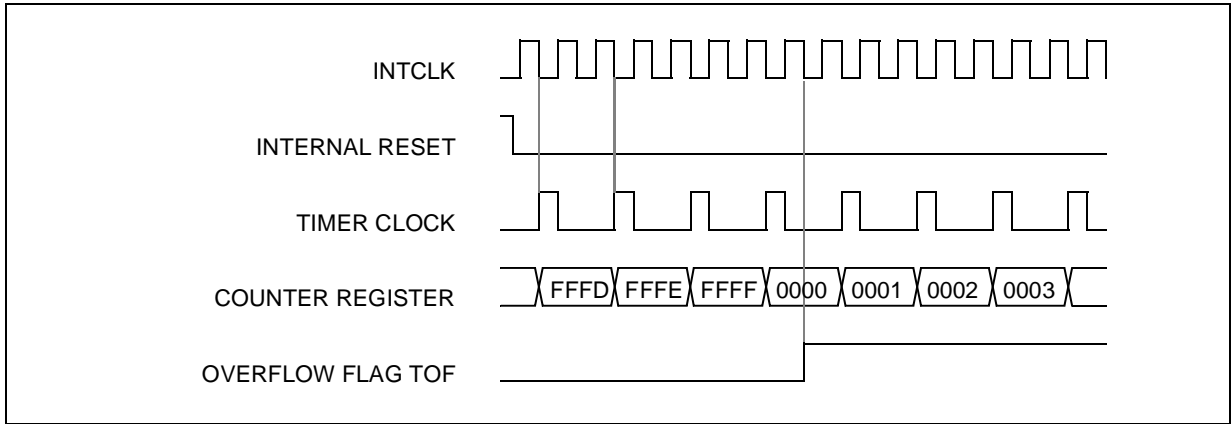 INTCLK
INTERNAL RESET
TIMER CLOCK
COUNTER REGISTER FFFD FFFE FFFF 0000 0001 0002 0003
OVERFLOW FLAG TOF